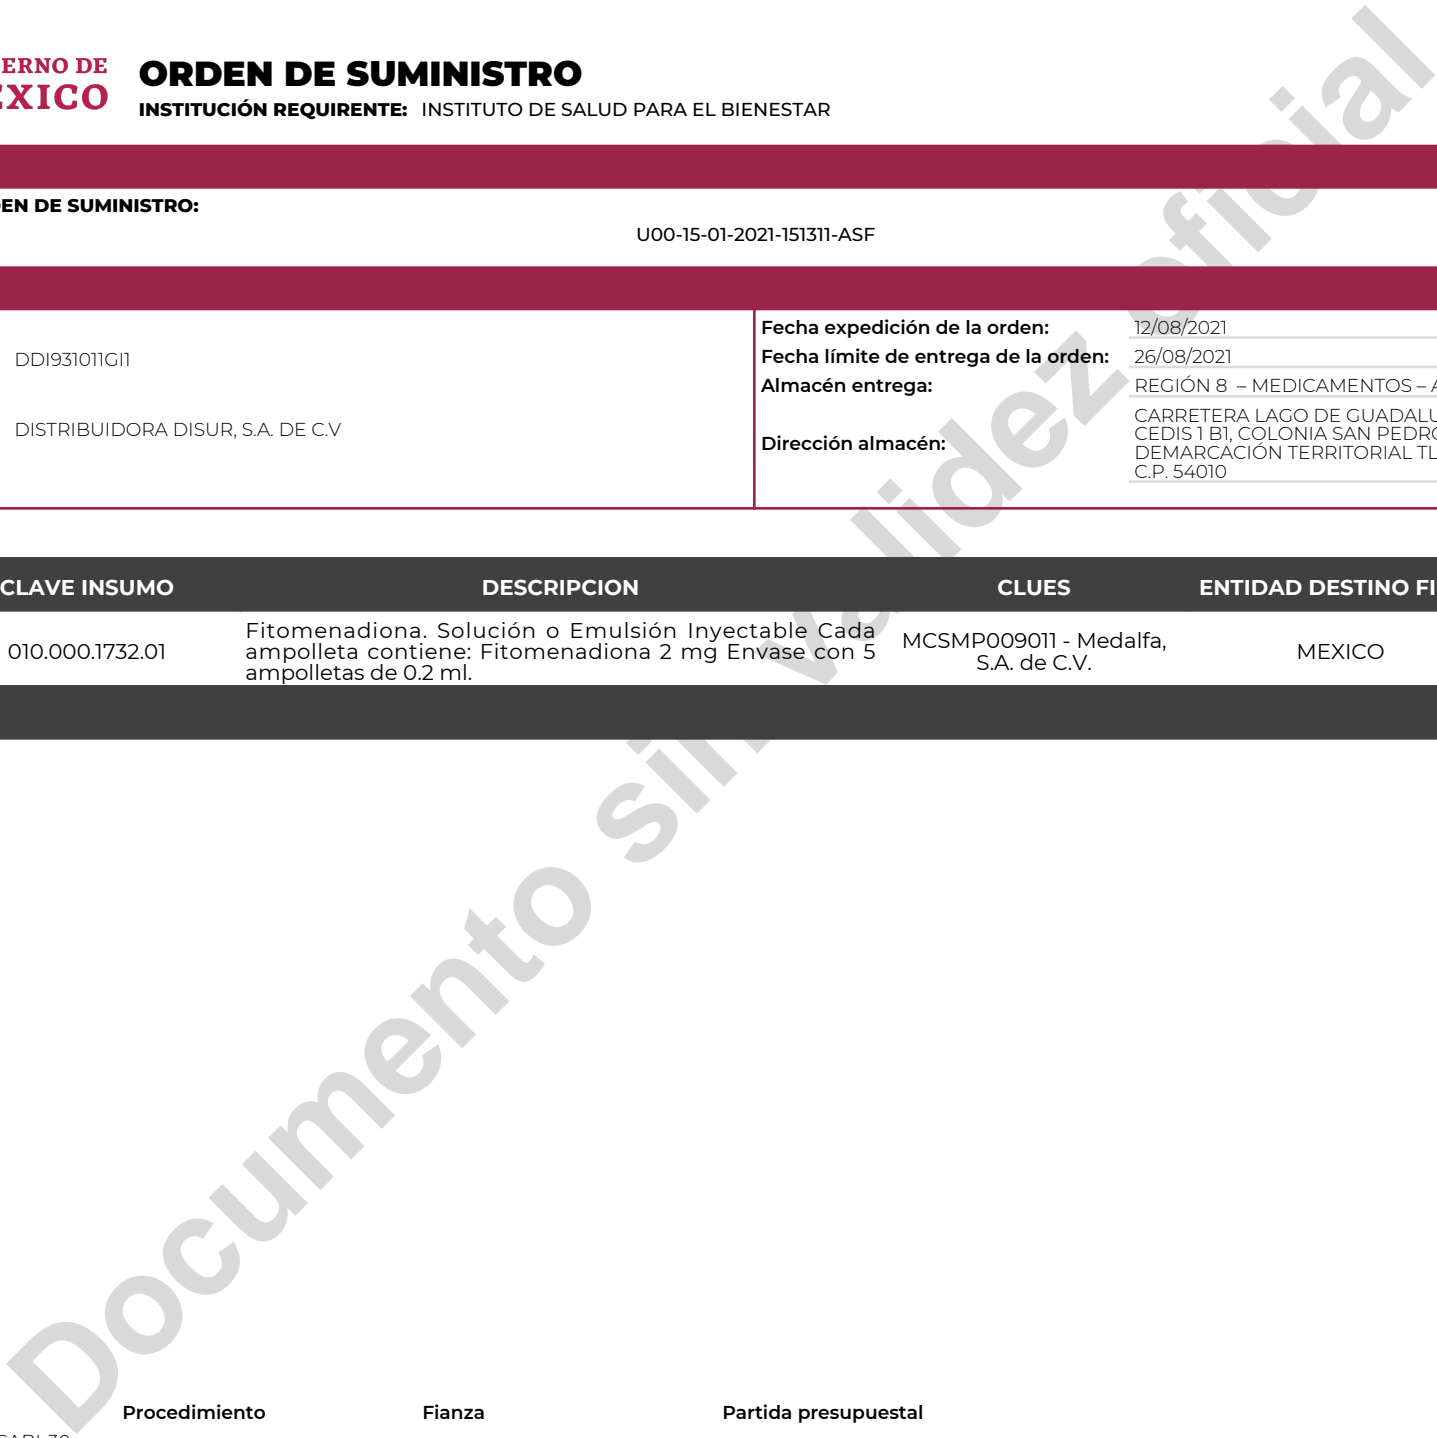 ERNO DE
EXICO
ORDEN DE SUMINISTRO
INSTITUCIÓN REQUIRENTE: INSTITUTO DE SALUD PARA EL BIENESTAR
EN DE SUMINISTRO:
U00-15-01-2021-151311-ASF
DDI931011GI1
DISTRIBUIDORA DISUR, S.A. DE C.V
Fecha expedición de la orden: 12/08/2021
Fecha límite de entrega de la orden: 26/08/2021
Almacén entrega: REGIÓN 8 – MEDICAMENTOS – A
Dirección almacén:
CARRETERA LAGO DE GUADALU
CEDIS 1 B1, COLONIA SAN PEDRO
DEMARCACIÓN TERRITORIAL TL
C.P. 54010
CLAVE INSUMO DESCRIPCION CLUES ENTIDAD DESTINO FI
010.000.1732.01
Fitomenadiona. Solución o Emulsión Inyectable Cada
ampolleta contiene: Fitomenadiona 2 mg Envase con 5
ampolletas de 0.2 ml.
MCSMP009011 - Medalfa,
S.A. de C.V.
MEXICO
Documento sin validez oficial
Procedimiento Fianza Partida presupuestal